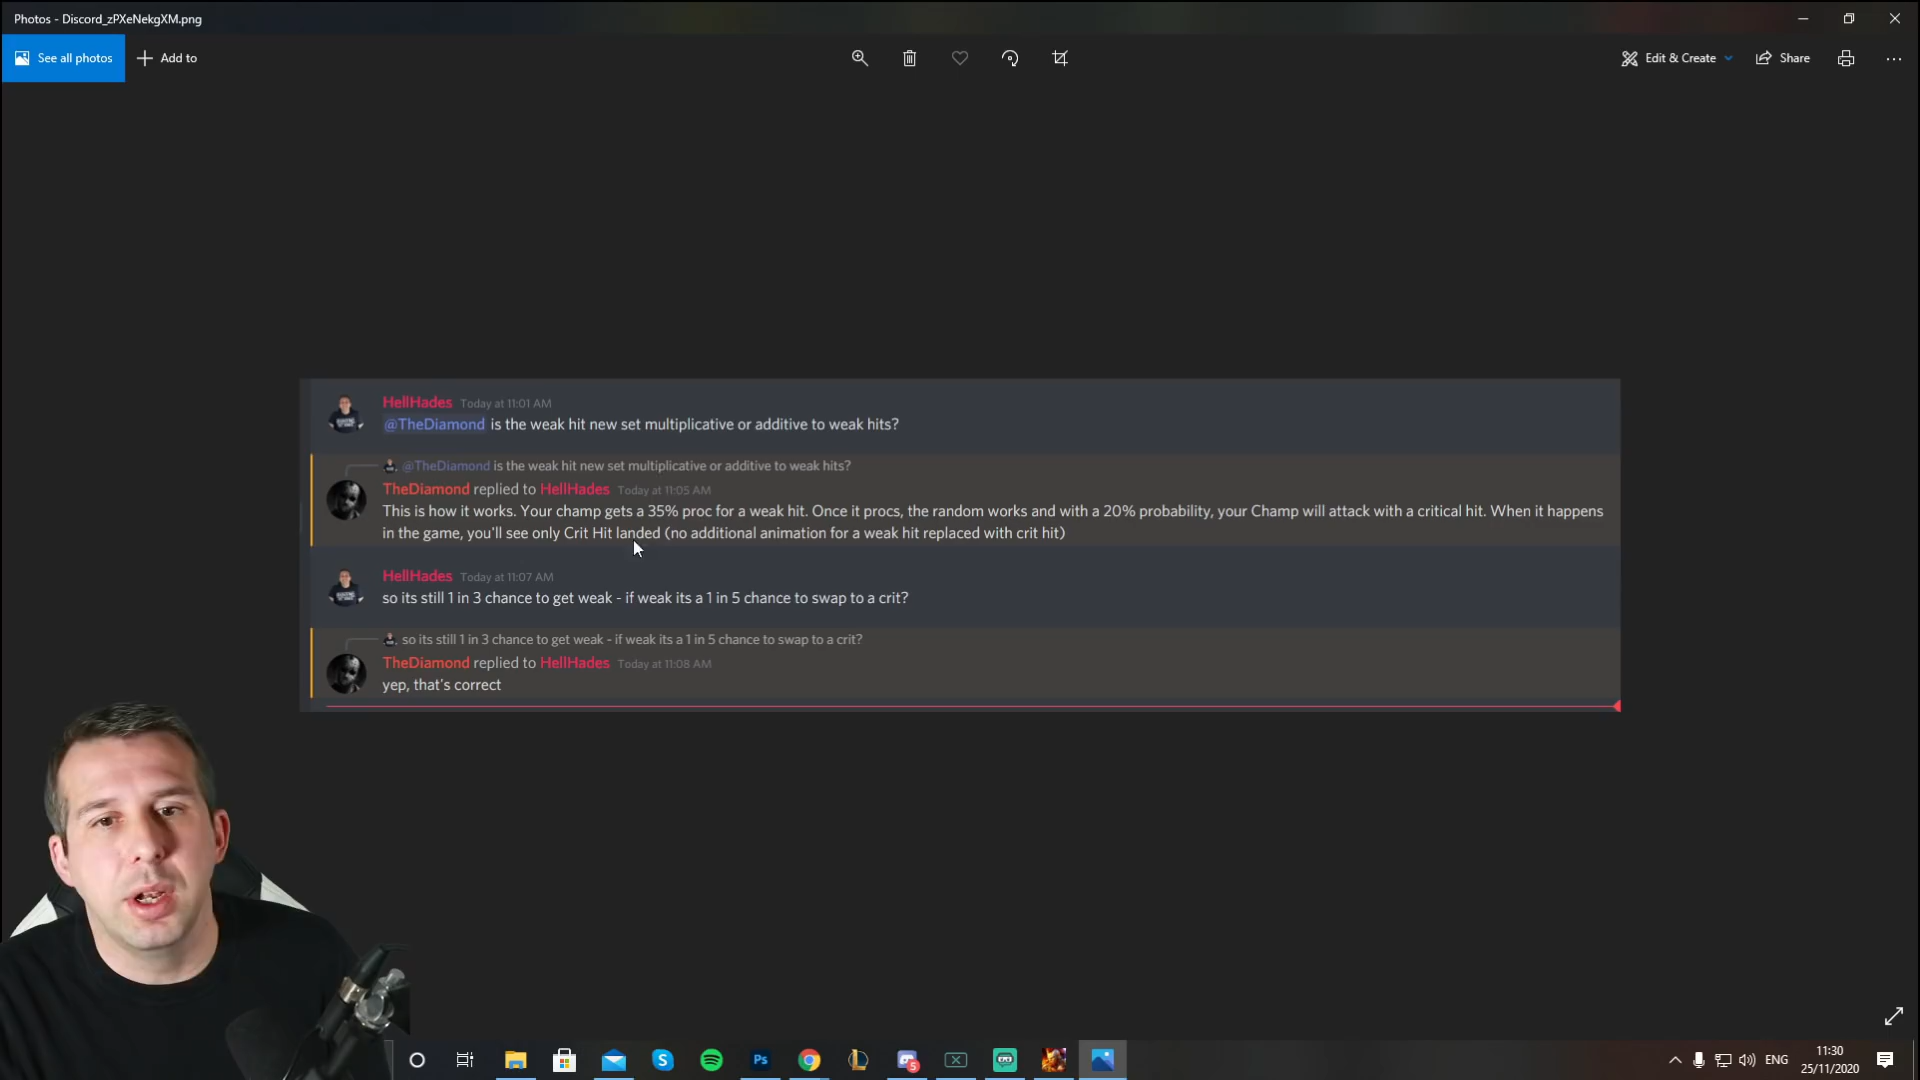 Photos - Discord_zPXeNekgXM.png
See all photos
Add to
Edit & Create
Share
HellHades Today at 11:01 AM
@TheDiamond is the weak hit new set multiplicative or additive to weak hits?
@TheDiamond is the weak hit new set multiplicative or additive to weak hits?
TheDiamond replied to HellHades Today at 11:05 AM
This is how it works. Your champ gets a 35% proc for a weak hit. Once it procs, the random works and with a 20% probability, your Champ will attack with a critical hit. When it happens
in the game, you'll see only Crit Hit landed (no additional animation for a weak hit replaced with crit hit)
HellHades Today at 11:07 AM
so its still 1 in 3 chance to get weak - if weak its a 1 in 5 chance to swap to a crit?
so its still 1 in 3 chance to get weak - if weak its a 1 in 5 chance to swap to a crit?
TheDiamond replied to HellHades Today at 11:08 AM
yep, that's correct
Ps
5
ENG
11:30
25/11/2020